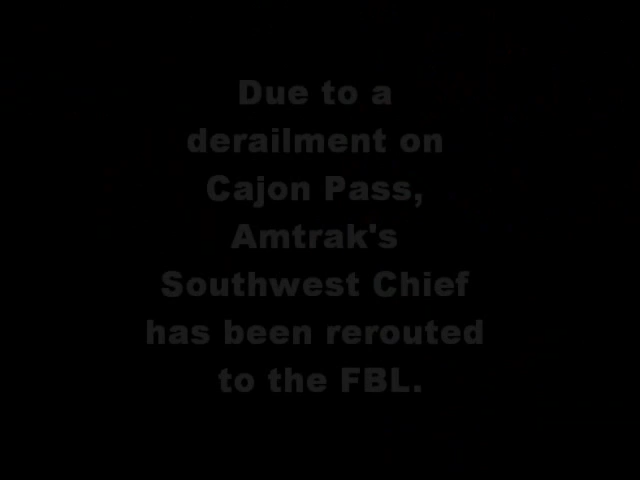 Due to a
derailment on
Cajon Pass,
Amtrak's
Southwest Chief
has been rerouted
to the FBL.